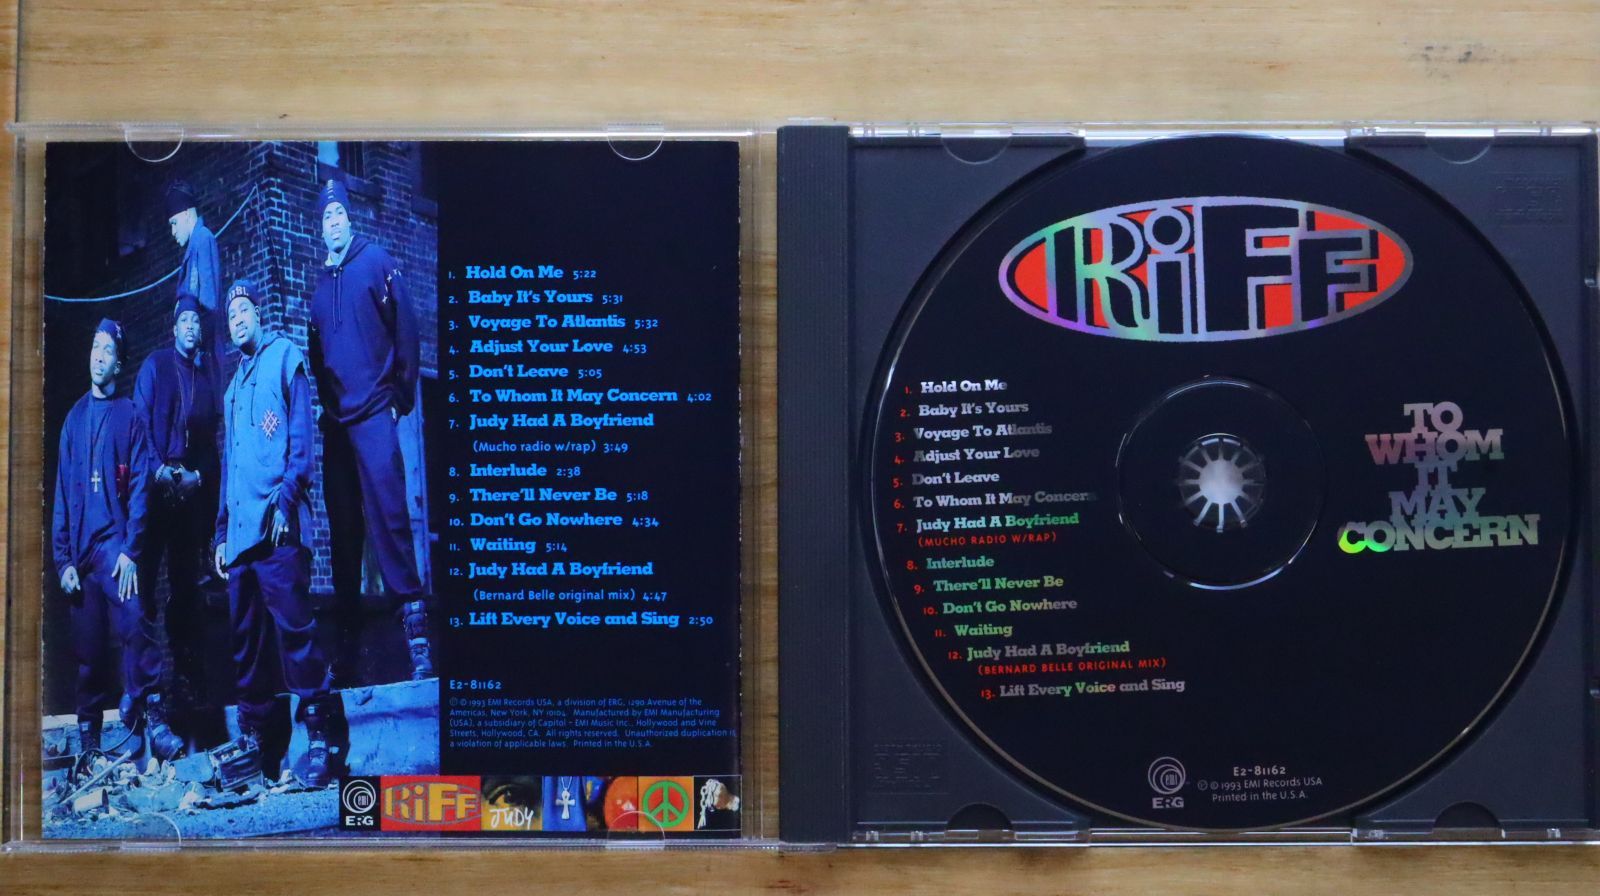 1. Hold On Me 5:22
2. Baby It's Yours 5:31
3. Voyage To Atlantis 5:32
4. Adjust Your Love 4:53
5. Don't Leave 5:05
6. To Whom It May Concern 4:02
7. Judy Had A Boyfriend
(Mucho radio w/rap) 3:49
8. Interlude 2:38
9. There'll Never Be 5:18
10. Don't Go Nowhere 4:34
11. Waiting 5:14
12. Judy Had A Boyfriend
(Bernard Belle original mix) 4:47
13. Lift Every Voice and Sing 2:50
E2-81162
℗ © 1993 EMI Records USA, a division of ERG, 1290 Avenue of the
Americas, New York, NY 10104. Manufactured by EMI Manufacturing
(USA), a subsidiary of Capitol - EMI Music Inc., Hollywood and Vine
Streets, Hollywood, CA. All rights reserved. Unauthorized duplication is
a violation of applicable laws. Printed in the U.S.A.
EMI
ERG
RiFF
JUDY
RiFF
1. Hold On Me
2. Baby It's Yours
3. Voyage To Atlantis
4. Adjust Your Love
5. Don't Leave
6. To Whom It May Concern
7. Judy Had A Boyfriend
(MUCHO RADIO W/RAP)
8. Interlude
9. There'll Never Be
10. Don't Go Nowhere
11. Waiting
12. Judy Had A Boyfriend
(BERNARD BELLE ORIGINAL MIX)
13. Lift Every Voice and Sing
TO
WHOM
IT
MAY
CONCERN
EMI
ERG
E2-81162
℗ © 1993 EMI Records USA
Printed in the U.S.A.